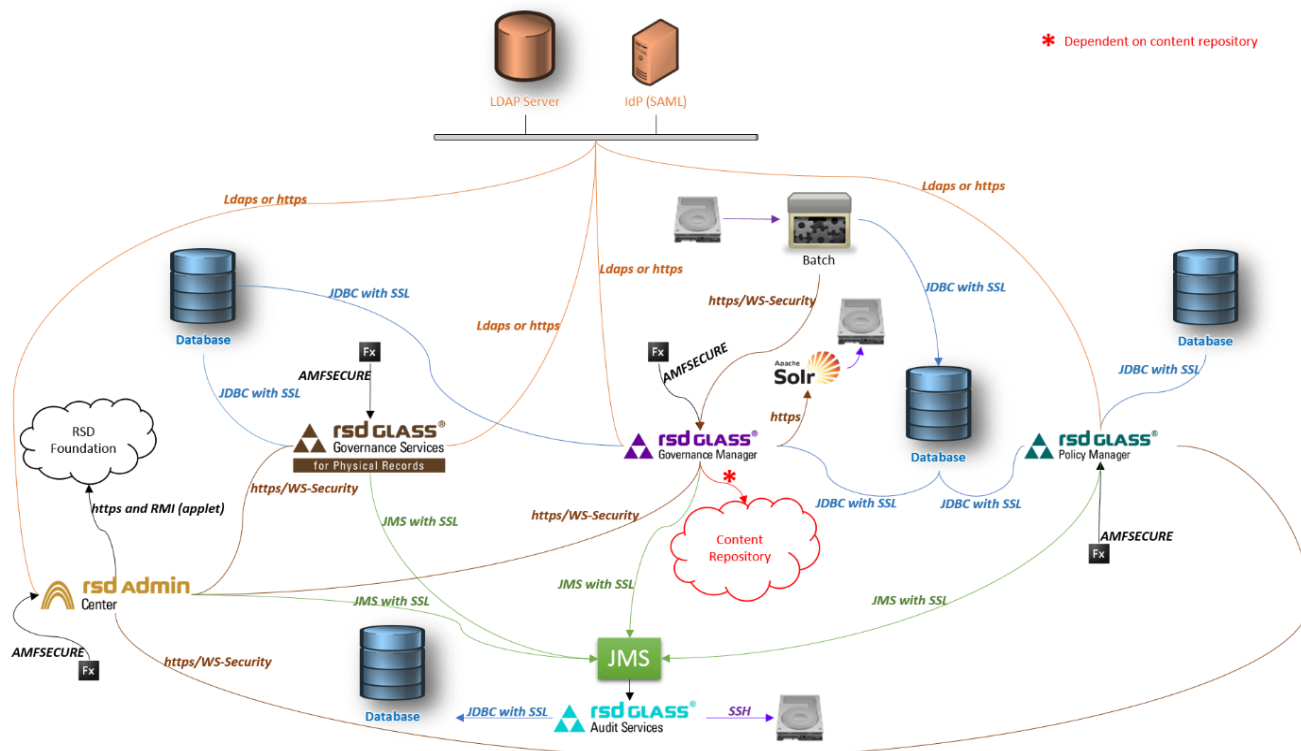 * Dependent on content repository
LDAP Server
IdP (SAML)
Ldaps or https
Ldaps or https
Ldaps or https
Ldaps or https
Batch
JDBC with SSL
JDBC with SSL
https/WS-Security
Database
Database
Fx
AMFSECURE
Fx
AMFSECURE
Apache
Solr
JDBC with SSL
JDBC with SSL
https
RSD
Foundation
rsd GLASS®
Governance Services
for Physical Records
rsd GLASS®
Governance Manager
Database
rsd GLASS®
Policy Manager
https/WS-Security
*
https and RMI (applet)
JDBC with SSL
JDBC with SSL
https/WS-Security
JMS with SSL
Content
Repository
AMFSECURE
Fx
rsd Admin
Center
JMS with SSL
JMS with SSL
JMS with SSL
AMFSECURE
Fx
https/WS-Security
JMS
Database
JDBC with SSL
rsd GLASS®
Audit Services
SSH